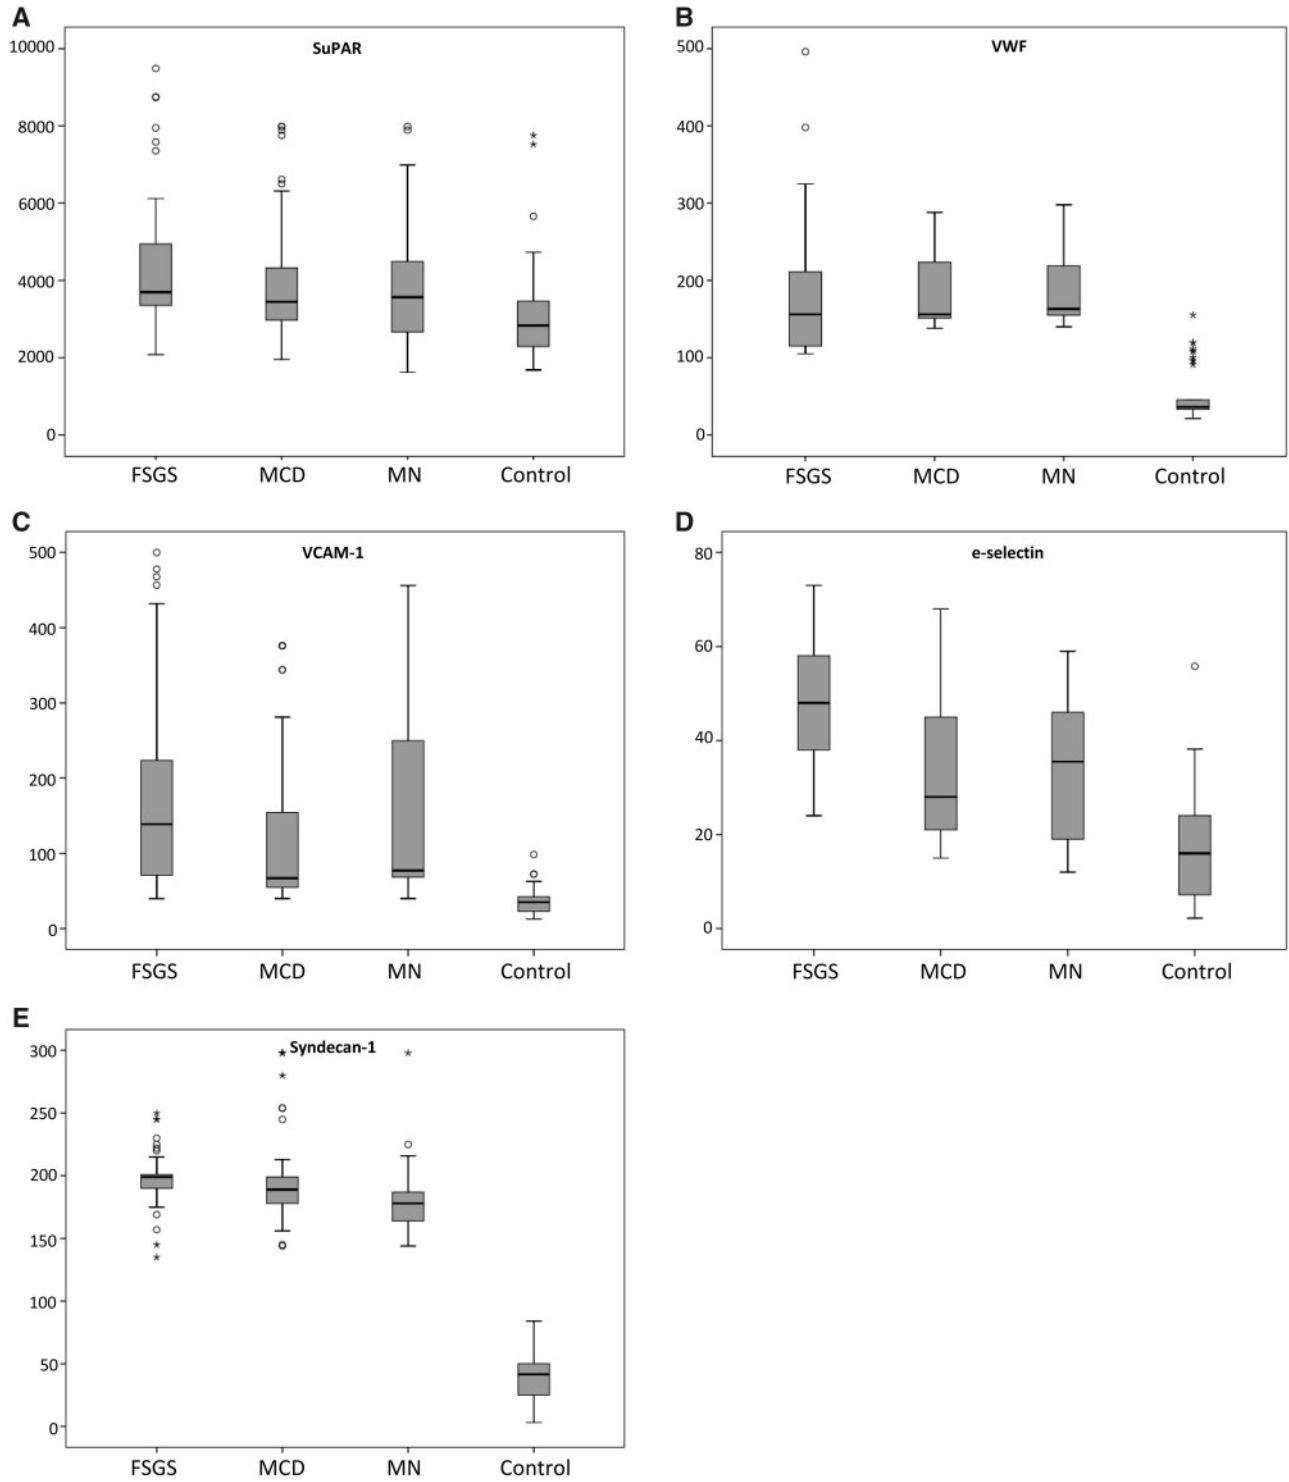 A
SuPAR
10000
8000
6000
4000
2000
0
FSGS MCD MN Control
B
VWF
500
400
300
200
100
0
FSGS MCD MN Control
C
VCAM-1
500
400
300
200
100
0
FSGS MCD MN Control
D
e-selectin
80
60
40
20
0
FSGS MCD MN Control
E
Syndecan-1
300
250
200
150
100
50
0
FSGS MCD MN Control